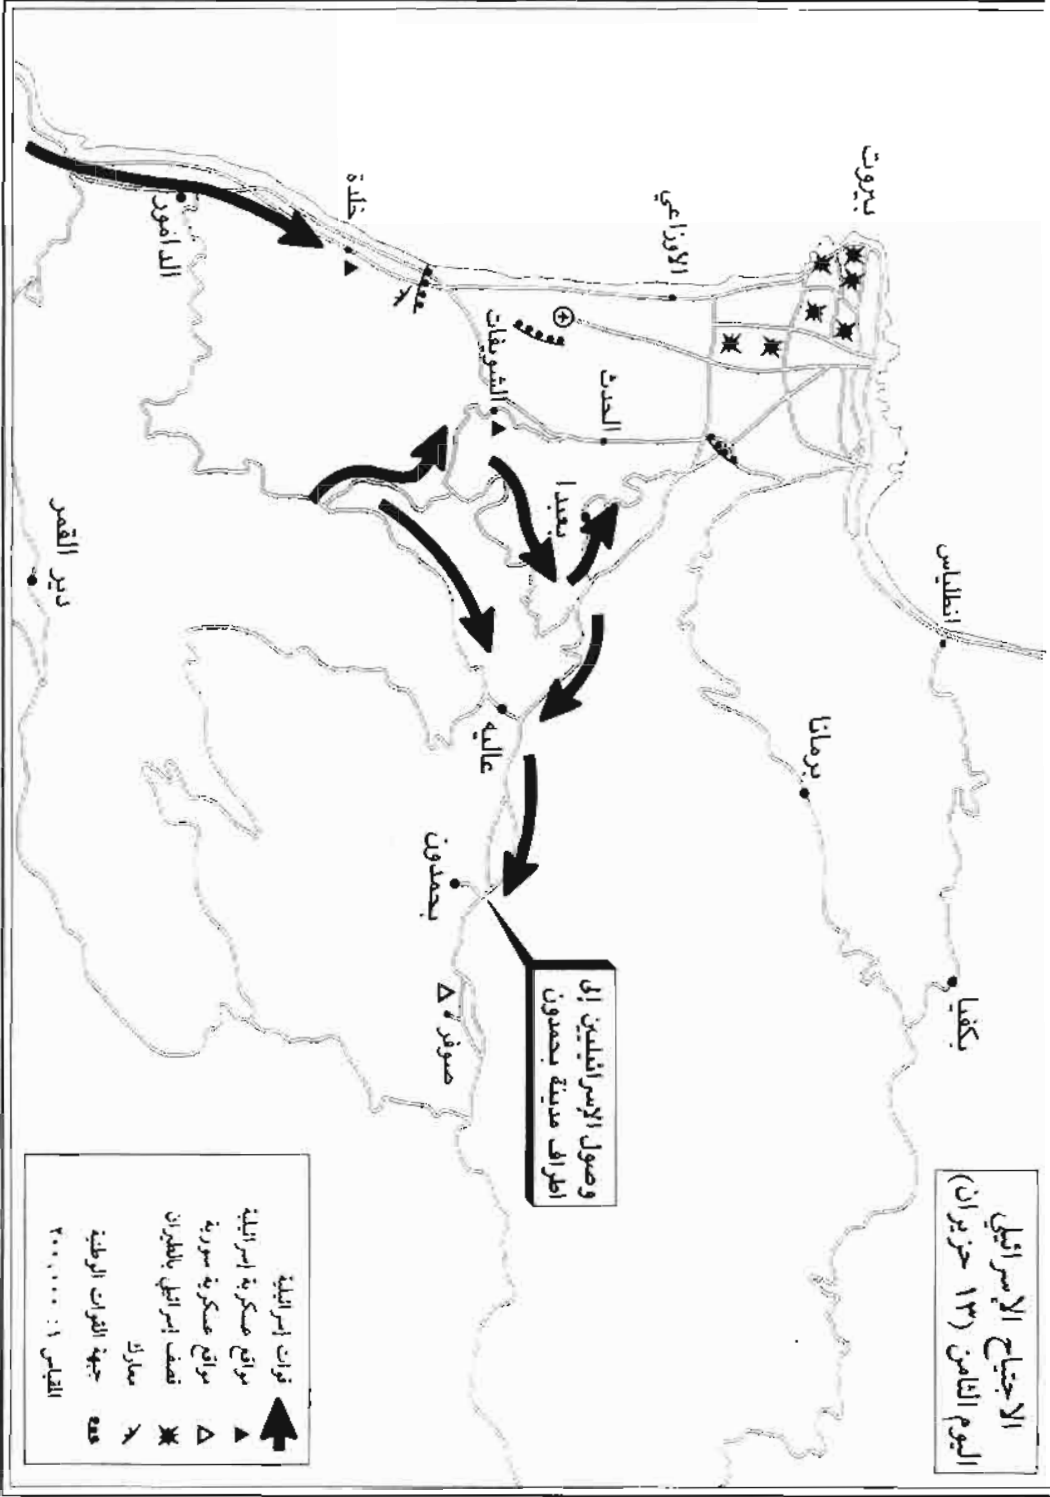 الاجتياح الإسرائيلي
اليوم الثامن (١٣ حزيران)
بيروت
الاوزاعي
خلدة
الدامور
الشويفات
الحدث
بعبدا
انطلياس
برمانا
بكفيا
عاليه
بحمدون
صوفر
دير القمر
وصول الإسرائيليين إلى
اطراف مدينة بحمدون
قوات إسرائيلية
مواقع عسكرية إسرائيلية
مواقع عسكرية سورية
قصف إسرائيلي بالطيران
معارك
جبهة القوات الوطنية
المقياس ١ : ٢٠٠,٠٠٠